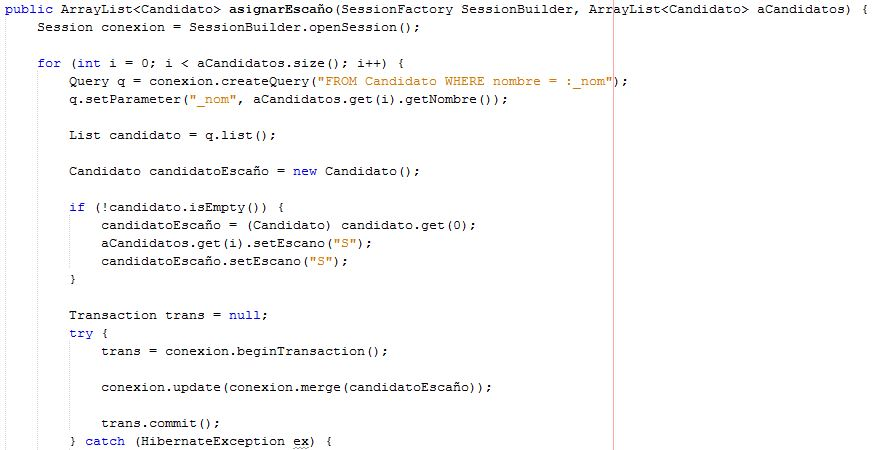 public ArrayList<Candidato> asignarEscaño(SessionFactory SessionBuilder, ArrayList<Candidato> aCandidatos) {
Session conexion = SessionBuilder.openSession();
for (int i = 0; i < aCandidatos.size(); i++) {
Query q = conexion.createQuery("FROM Candidato WHERE nombre = :_nom");
q.setParameter("_nom", aCandidatos.get(i).getNombre());
List candidato = q.list();
Candidato candidatoEscaño = new Candidato();
if (!candidato.isEmpty()) {
candidatoEscaño = (Candidato) candidato.get(0);
aCandidatos.get(i).setEscano("S");
candidatoEscaño.setEscano("S");
}
Transaction trans = null;
try {
trans = conexion.beginTransaction();
conexion.update(conexion.merge(candidatoEscaño));
trans.commit();
} catch (HibernateException ex) {